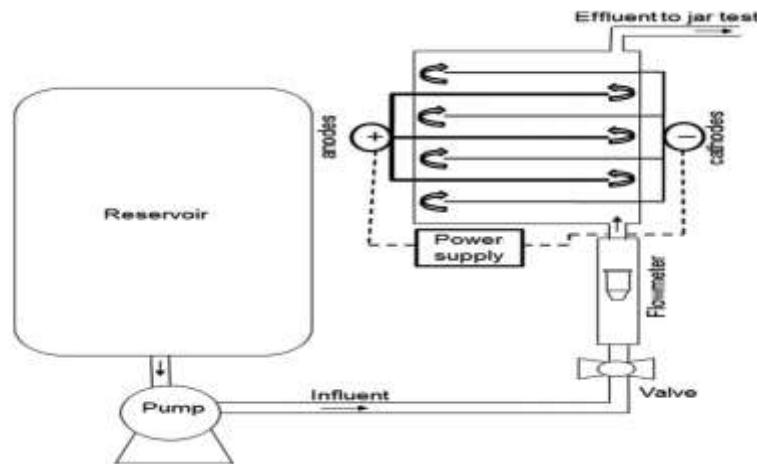 Effluent to jar test
anodes
+
−
cathodes
Reservoir
Power
supply
Flowmeter
Pump
Influent
Valve